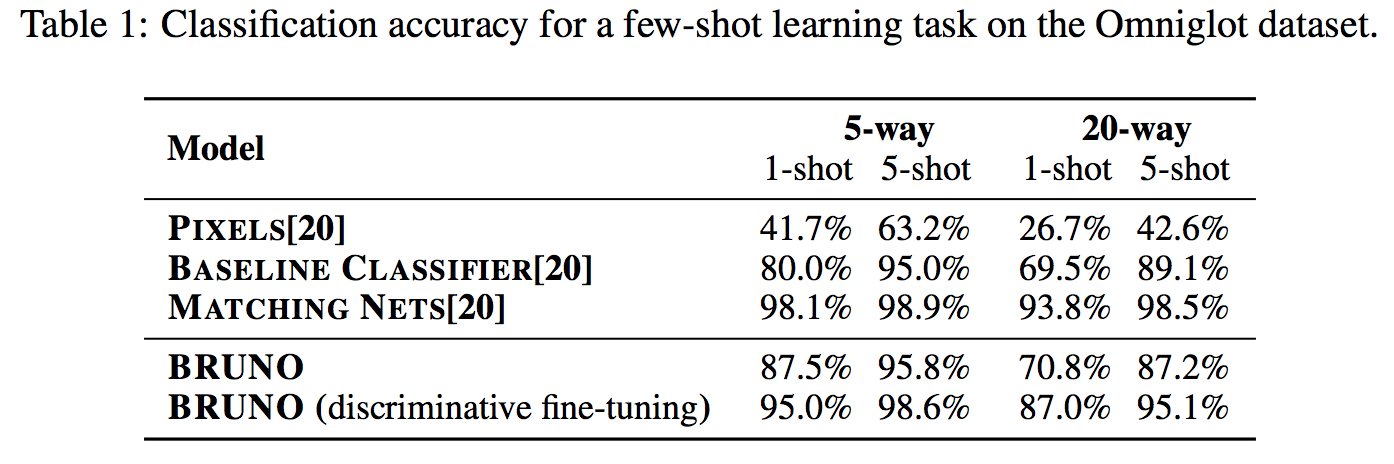 Table 1: Classification accuracy for a few-shot learning task on the Omniglot dataset.
Model 5-way 20-way
1-shot 5-shot 1-shot 5-shot
PIXELS[20] 41.7% 63.2% 26.7% 42.6%
BASELINE CLASSIFIER[20] 80.0% 95.0% 69.5% 89.1%
MATCHING NETS[20] 98.1% 98.9% 93.8% 98.5%
BRUNO 87.5% 95.8% 70.8% 87.2%
BRUNO (discriminative fine-tuning) 95.0% 98.6% 87.0% 95.1%